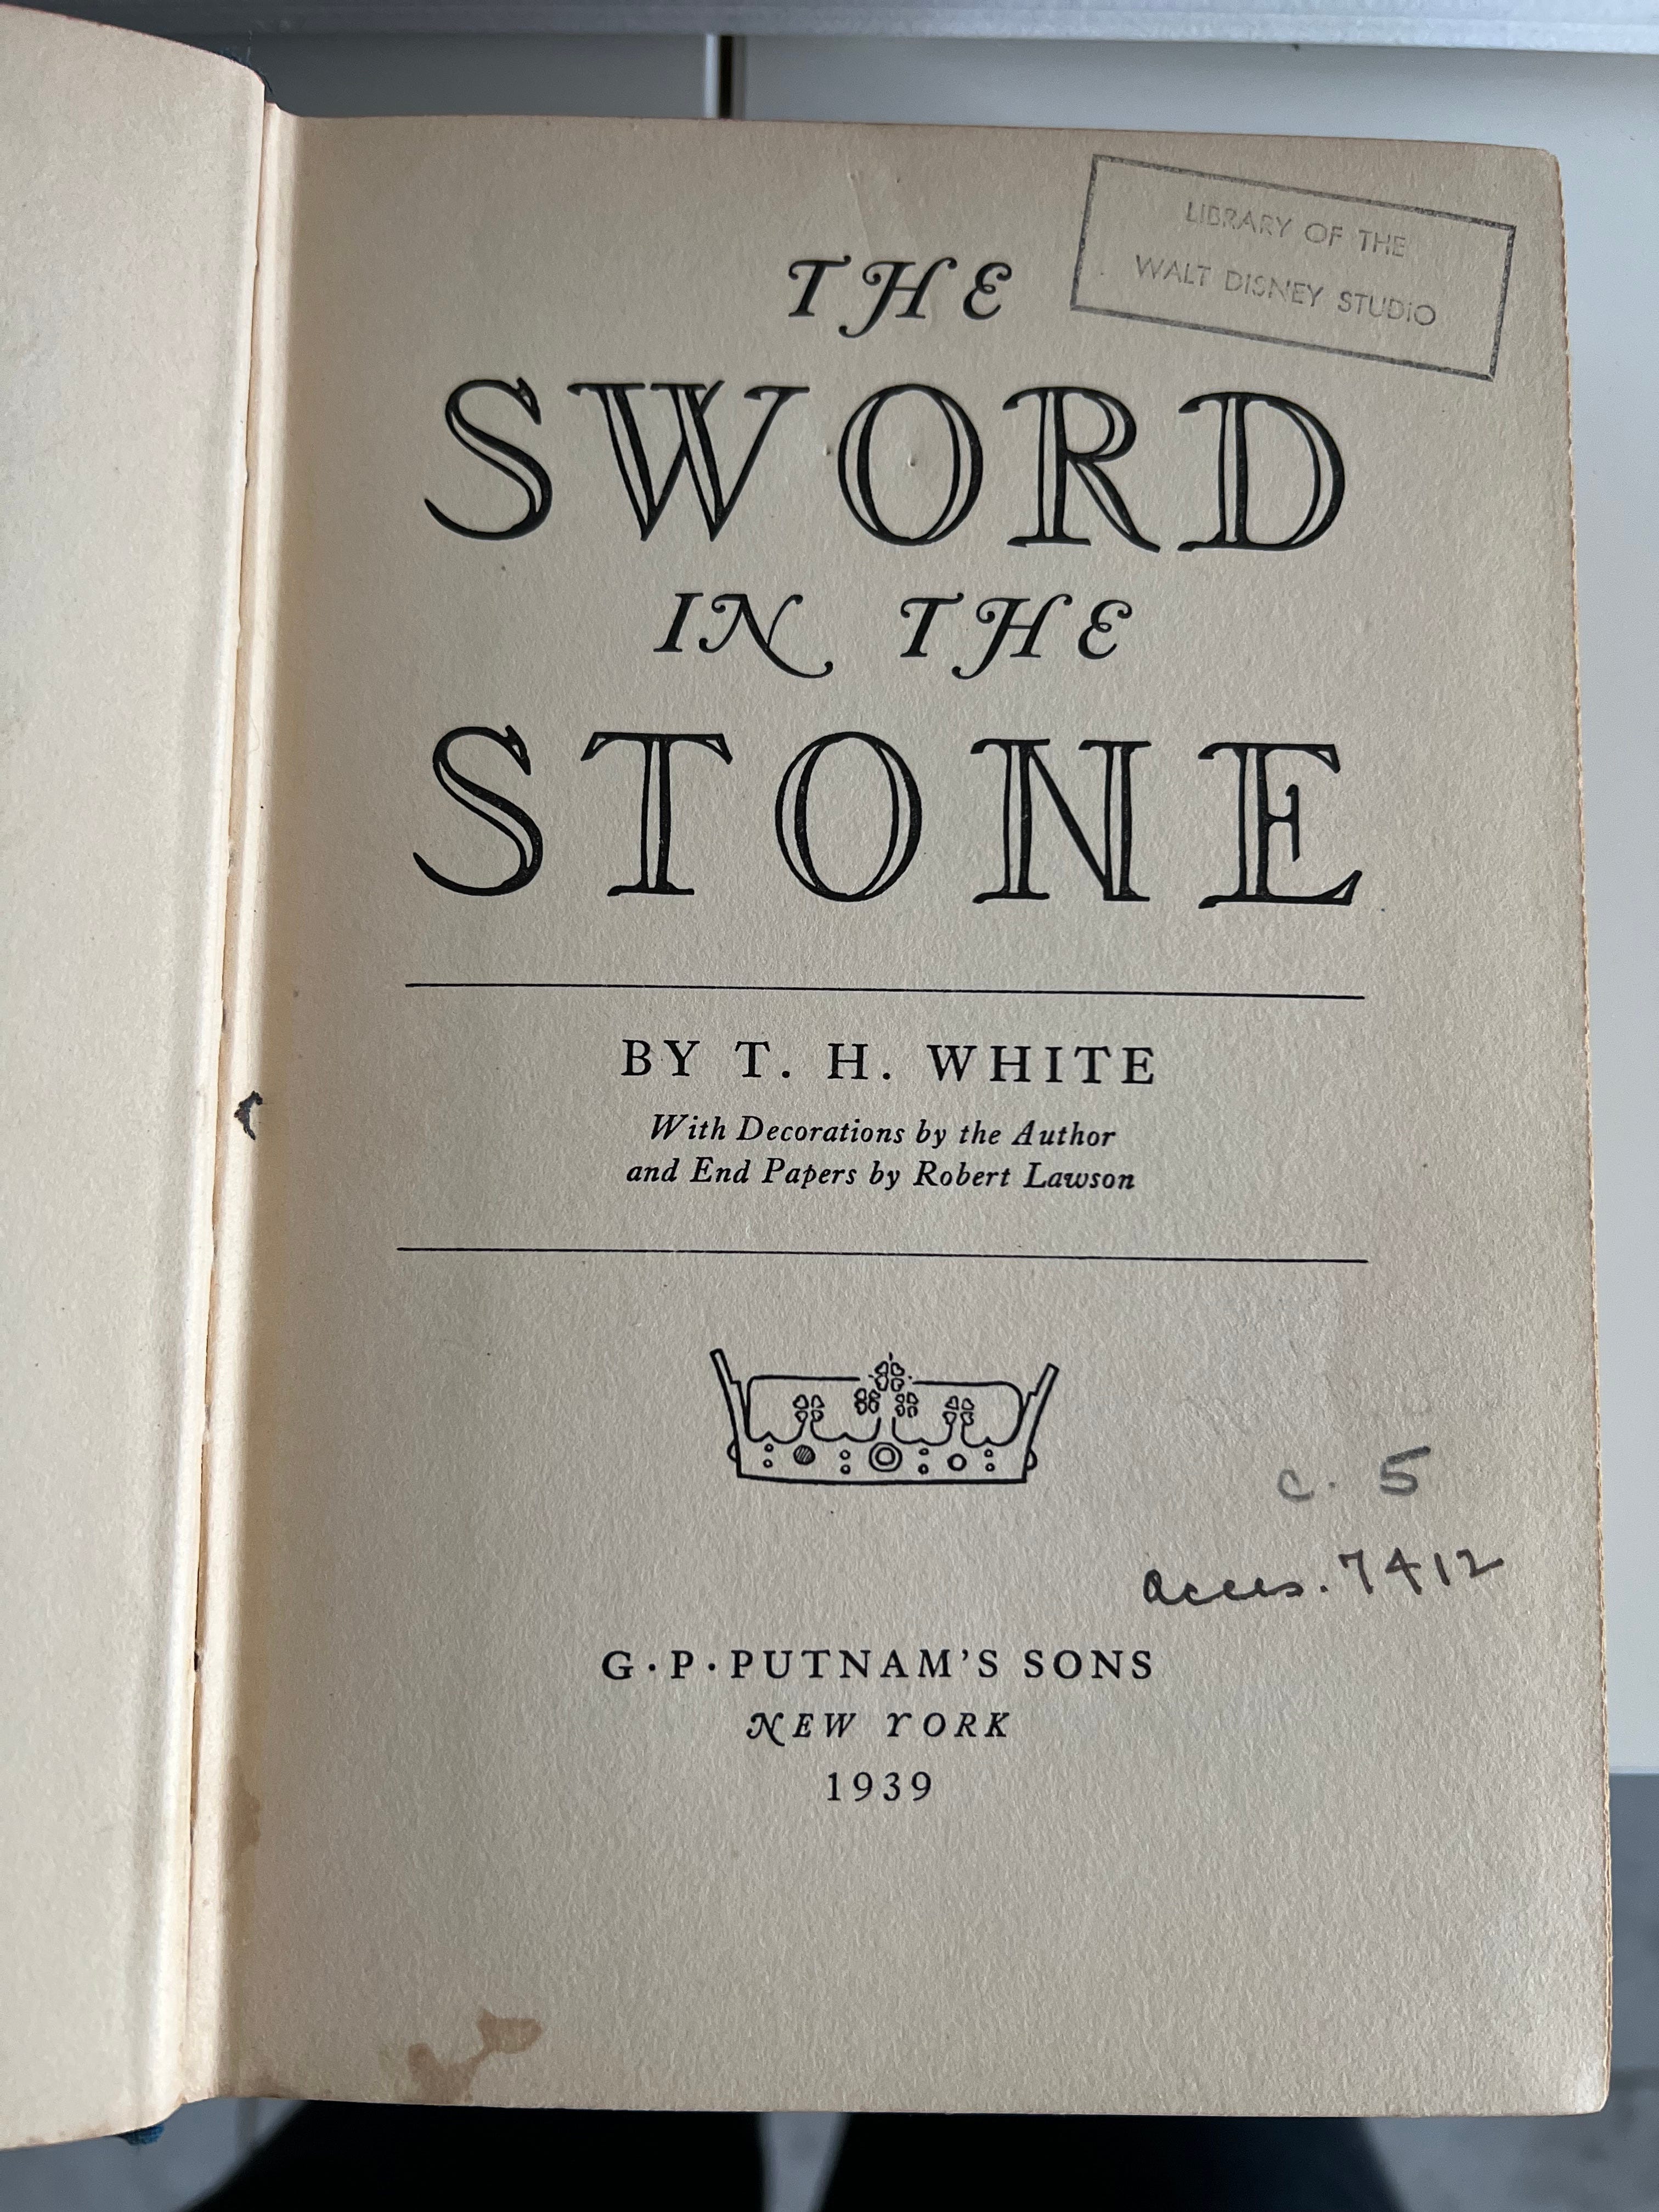 LIBRARY OF THE
WALT DISNEY STUDIO
THE
SWORD
IN THE
STONE
BY T. H. WHITE
With Decorations by the Author
and End Papers by Robert Lawson
c. 5
acces. 7412
G·P·PUTNAM'S SONS
NEW YORK
1939